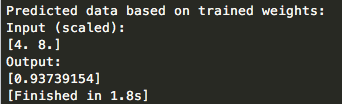 Predicted data based on trained weights:
Input (scaled):
[4. 8.]
Output:
[0.93739154]
[Finished in 1.8s]